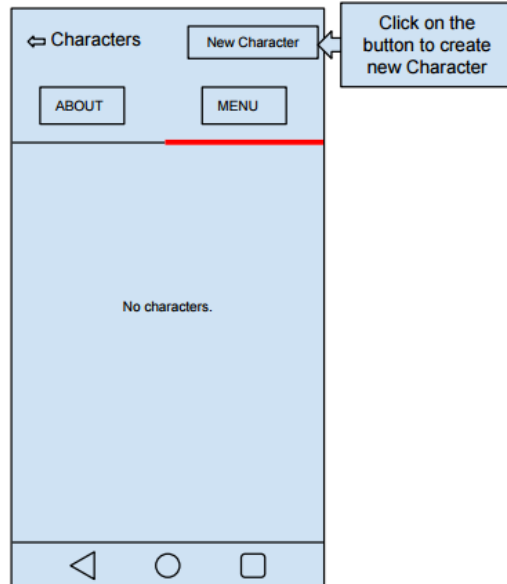 Characters
New Character
Click on the
button to create
new Character
ABOUT
MENU
No characters.